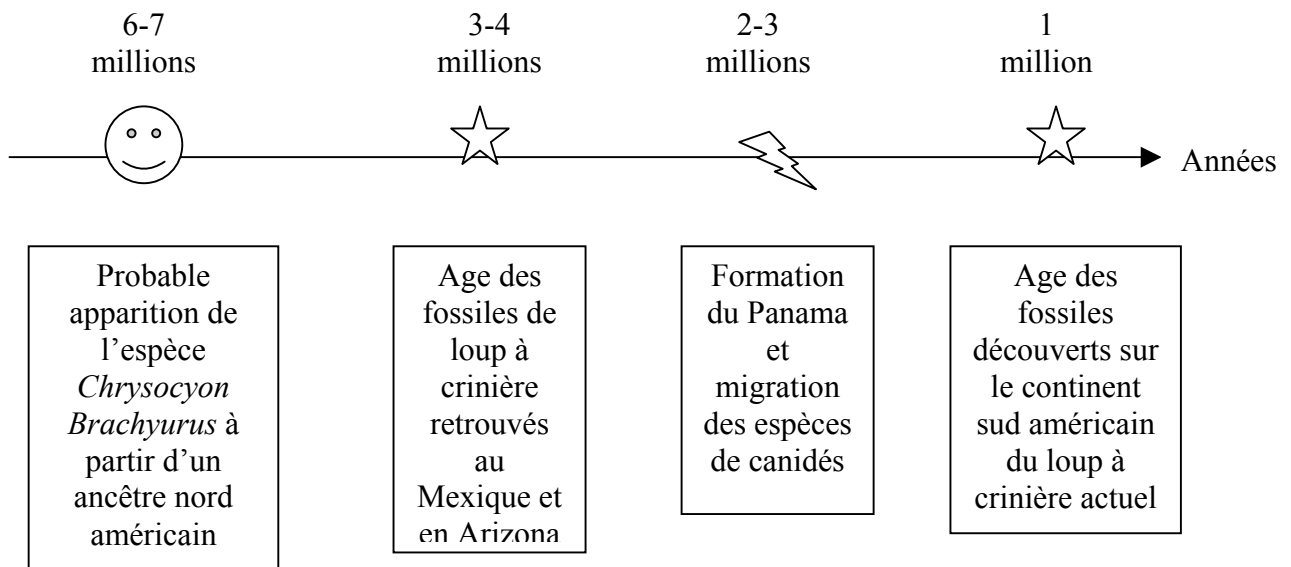 6-7
millions
3-4
millions
2-3
millions
1
million
Années
Probable
apparition de
l’espèce
Chrysocyon
Brachyurus à
partir d’un
ancêtre nord
américain
Age des
fossiles de
loup à
crinière
retrouvés
au
Mexique et
en Arizona
Formation
du Panama
et
migration
des espèces
de canidés
Age des
fossiles
découverts sur
le continent
sud américain
du loup à
crinière actuel